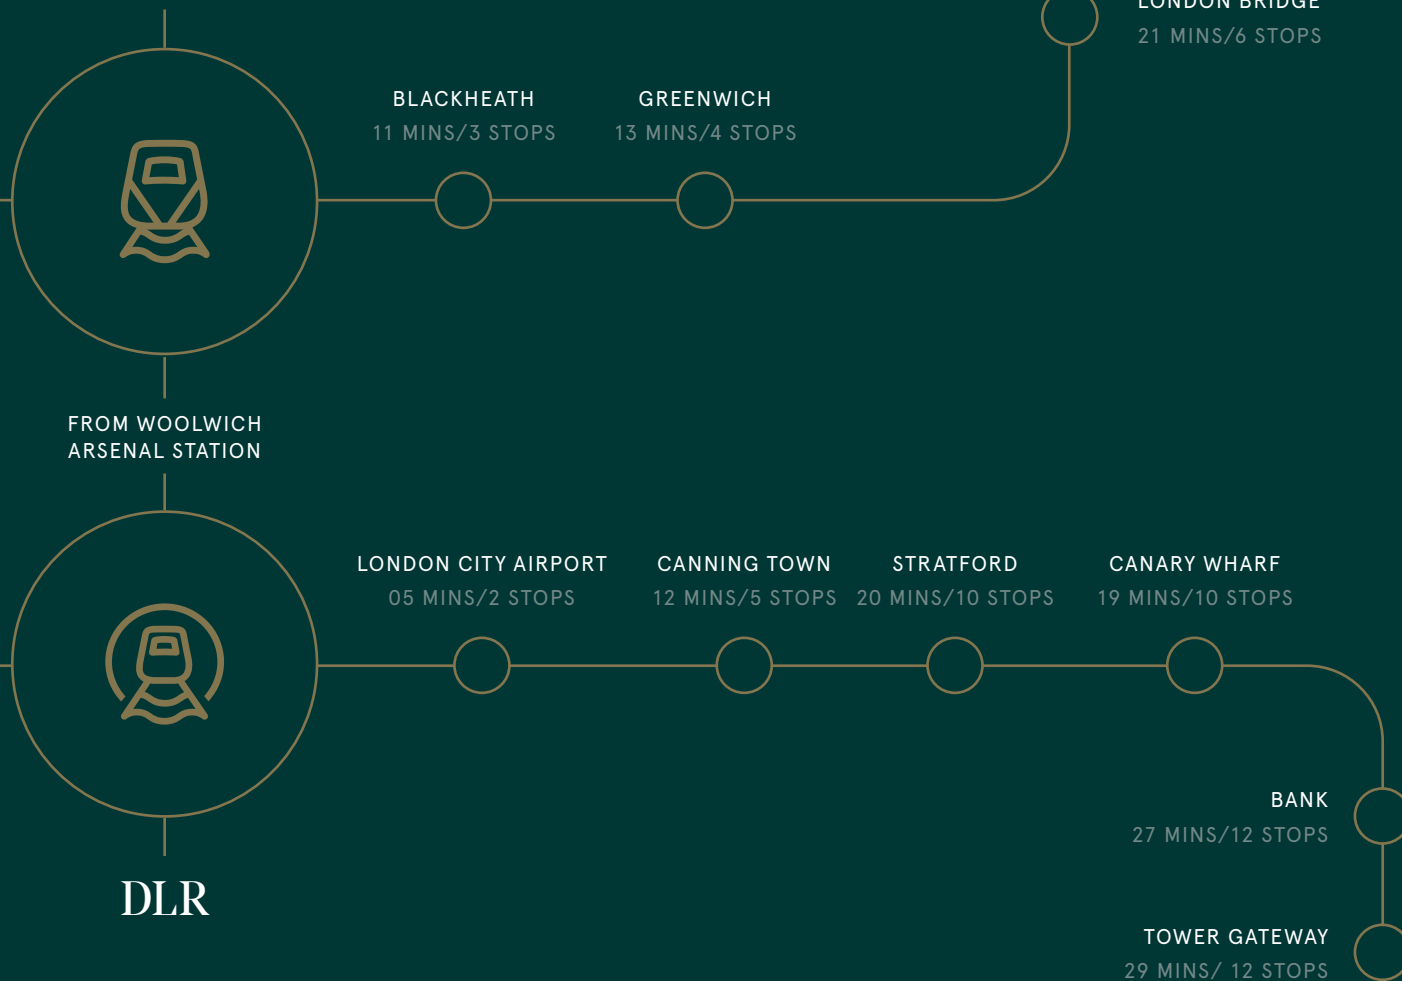 LONDON BRIDGE
21 MINS/6 STOPS
BLACKHEATH
11 MINS/3 STOPS
GREENWICH
13 MINS/4 STOPS
FROM WOOLWICH
ARSENAL STATION
LONDON CITY AIRPORT
05 MINS/2 STOPS
CANNING TOWN
12 MINS/5 STOPS
STRATFORD
20 MINS/10 STOPS
CANARY WHARF
19 MINS/10 STOPS
BANK
27 MINS/12 STOPS
DLR
TOWER GATEWAY
29 MINS/ 12 STOPS